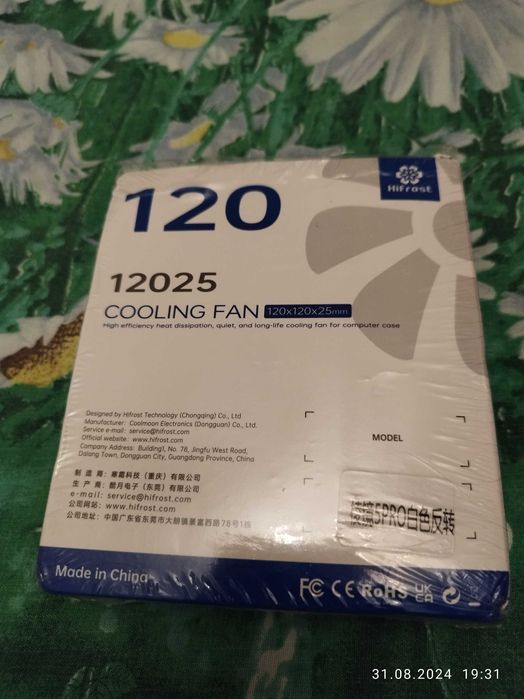 Hifrost
120
12025
COOLING FAN 120x120x25mm
High efficiency heat dissipation, quiet, and long-life cooling fan for computer case
Designed by Hifrost Technology (Chongqing) Co., Ltd
Manufacturer: Coolmoon Electronics (Dongguan) Co., Ltd.
Service e-mail: service@hifrost.com
Official website: www.hifrost.com
Company Address: Building1, No. 78, Jingfu West Road,
Dalang Town, Dongguan City, Guangdong Province, China
MODEL
制 造 商: 寒霜科技（重庆）有限公司
生 产 商: 酷月电子（东莞）有限公司
e-mail: service@hifrost.com
公司网站: www.hifrost.com
公司地址: 中国广东省东莞市大朗镇景富西路78号1栋
棱镜5PRO白色反转
Made in China
FC CE RoHS UK CA
31.08.2024 19:31